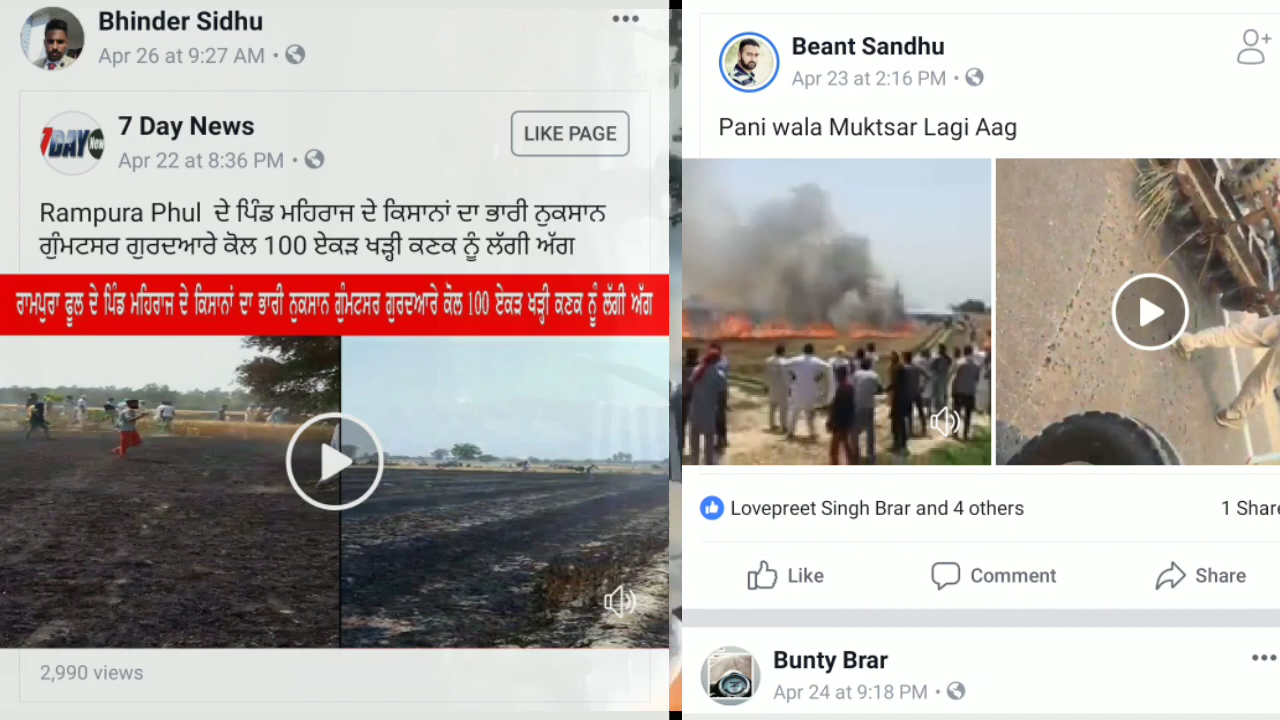 Bhinder Sidhu
Apr 26 at 9:27 AM
7 Day News
Apr 22 at 8:36 PM
LIKE PAGE
7DAY News
Rampura Phul ਦੇ ਪਿੰਡ ਮਹਿਰਾਜ ਦੇ ਕਿਸਾਨਾਂ ਦਾ ਭਾਰੀ ਨੁਕਸਾਨ
ਗੁੰਮਟਸਰ ਗੁਰਦਆਰੇ ਕੋਲ 100 ਏਕੜ ਖੜ੍ਹੀ ਕਣਕ ਨੂੰ ਲੱਗੀ ਅੱਗ
ਰਾਮਪੁਰਾ ਫੂਲ ਦੇ ਪਿੰਡ ਮਹਿਰਾਜ ਦੇ ਕਿਸਾਨਾਂ ਦਾ ਭਾਰੀ ਨੁਕਸਾਨ ਗੁੰਮਟਸਰ ਗੁਰਦਆਰੇ ਕੋਲ 100 ਏਕੜ ਖੜ੍ਹੀ ਕਣਕ ਨੂੰ ਲੱਗੀ ਅੱਗ
2,990 views
Beant Sandhu
Apr 23 at 2:16 PM
Pani wala Muktsar Lagi Aag
Lovepreet Singh Brar and 4 others
1 Share
Like
Comment
Share
Bunty Brar
Apr 24 at 9:18 PM